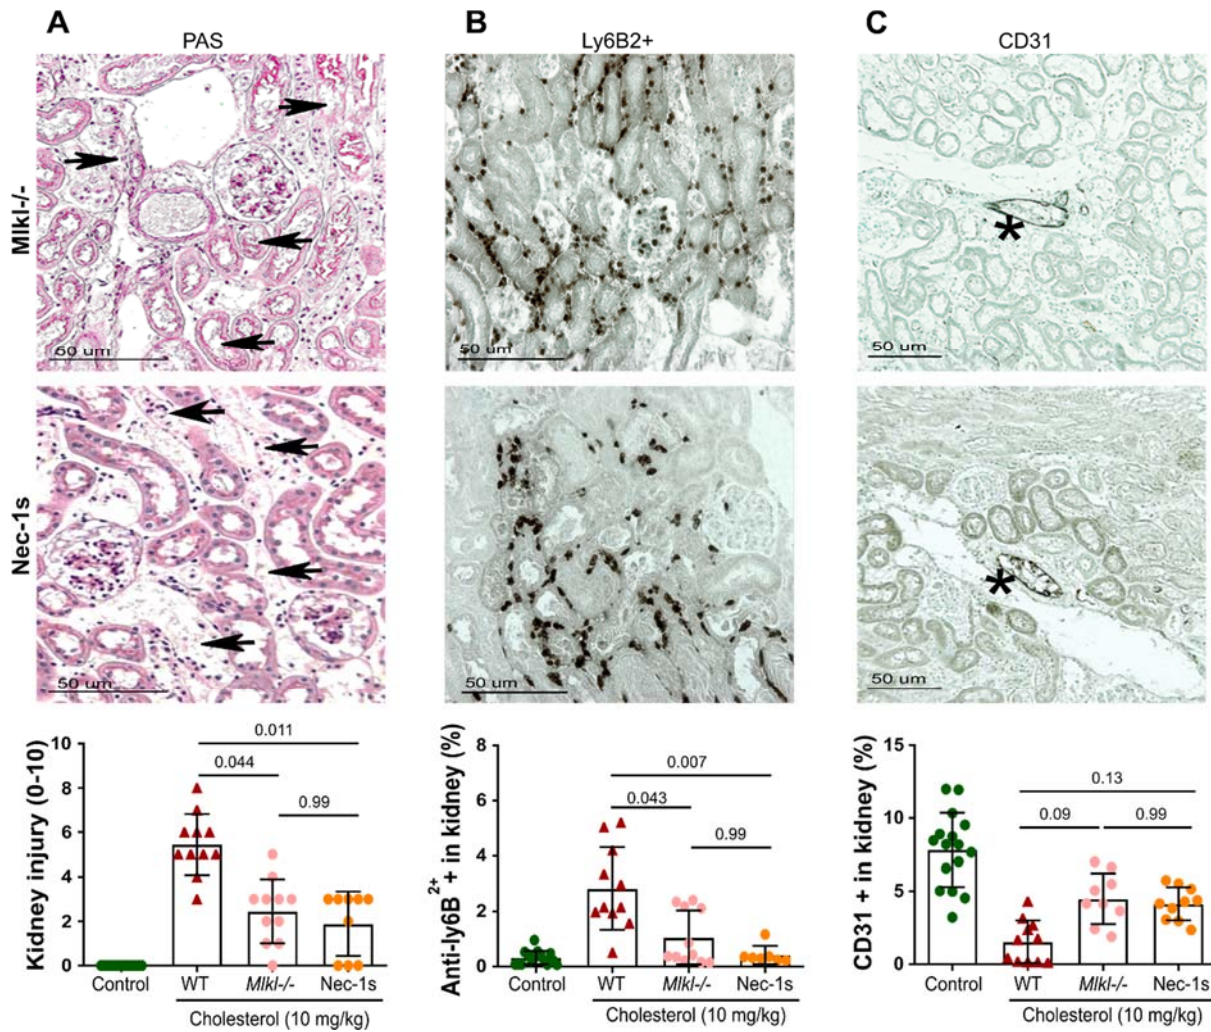 A
PAS
B
Ly6B2+
C
CD31
Mlkl-/-
50 um
50 um
50 um
Nec-1s
50 um
50 um
50 um
*
*
Kidney injury (0-10)
10
8
6
4
2
0
0.011
0.044
0.99
Control
WT
Mlkl-/-
Nec-1s
Cholesterol (10 mg/kg)
Anti-ly6B 2+ + in kidney (%)
8
6
4
2
0
0.007
0.043
0.99
Control
WT
Mlkl-/-
Nec-1s
Cholesterol (10 mg/kg)
CD31 + in kidney (%)
15
10
5
0
0.13
0.09
0.99
Control
WT
Mlkl-/-
Nec-1s
Cholesterol (10 mg/kg)